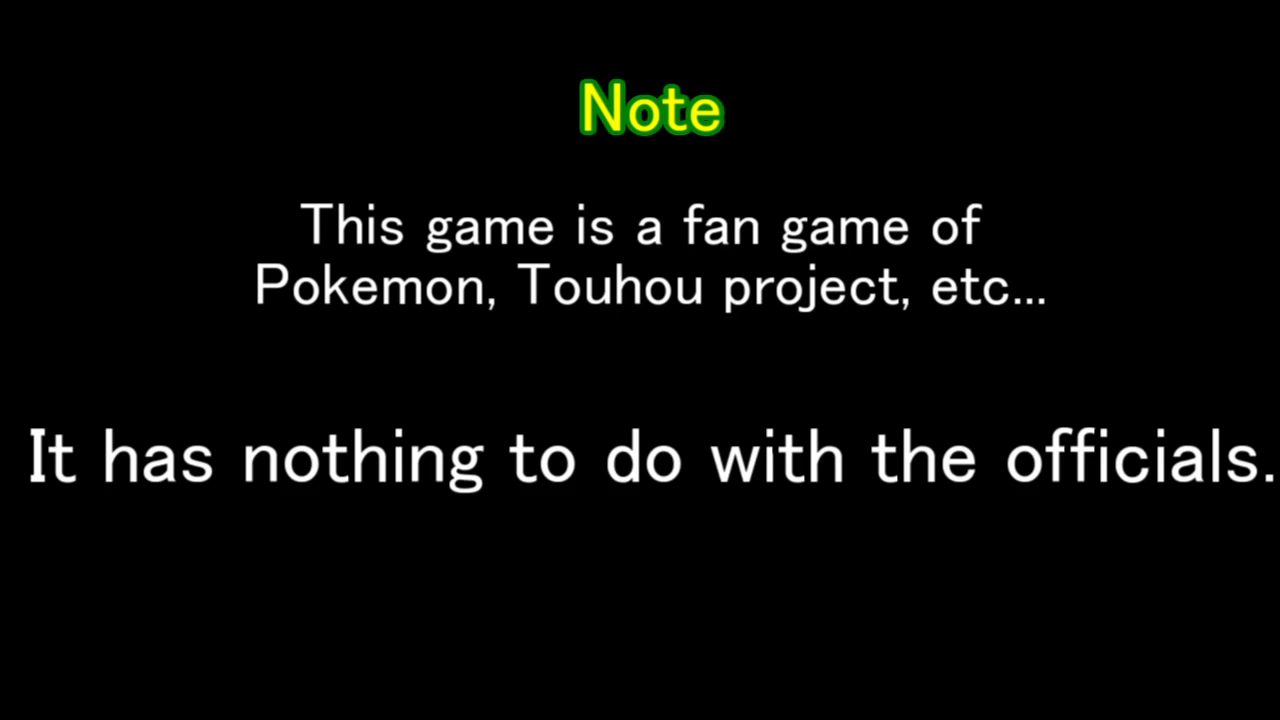 Note
This game is a fan game of
Pokemon, Touhou project, etc...
It has nothing to do with the officials.